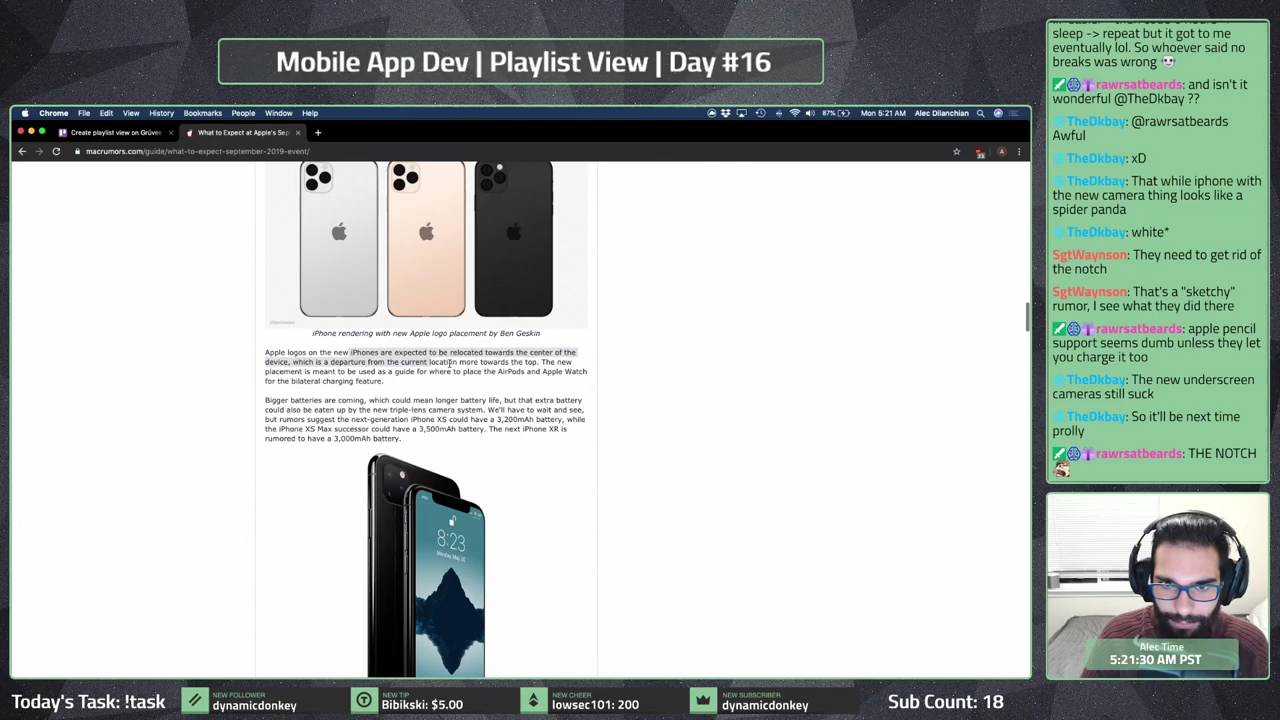 Mobile App Dev | Playlist View | Day #16
Chrome File Edit View History Bookmarks People Window Help
87% Mon 5:21 AM Alec Dilanchian
Create playlist view on Grüve
What to Expect at Apple's Sep
macrumors.com/guide/what-to-expect-september-2019-event/
iPhone rendering with new Apple logo placement by Ben Geskin
Apple logos on the new iPhones are expected to be relocated towards the center of the
device, which is a departure from the current location more towards the top. The new
placement is meant to be used as a guide for where to place the AirPods and Apple Watch
for the bilateral charging feature.
Bigger batteries are coming, which could mean longer battery life, but that extra battery
could also be eaten up by the new triple-lens camera system. We'll have to wait and see,
but rumors suggest the next-generation iPhone XS could have a 3,200mAh battery, while
the iPhone XS Max successor could have a 3,500mAh battery. The next iPhone XR is
rumored to have a 3,000mAh battery.
8:23
sleep -> repeat but it got to me
eventually lol. So whoever said no
breaks was wrong
rawrsatbeards: and isn't it
wonderful @TheDkbay ??
TheDkbay: @rawrsatbeards
Awful
TheDkbay: xD
TheDkbay: That while iphone with
the new camera thing looks like a
spider panda
TheDkbay: white*
SgtWaynson: They need to get rid of
the notch
SgtWaynson: That's a "sketchy"
rumor, I see what they did there
rawrsatbeards: apple pencil
support seems dumb unless they let
you charge it too
TheDkbay: The new underscreen
cameras still suck
TheDkbay: So it'll be next time
prolly
rawrsatbeards: THE NOTCH
Alec Time
5:21:30 AM PST
Today's Task: !task
NEW FOLLOWER
dynamicdonkey
NEW TIP
Bibikski: $5.00
NEW CHEER
lowsec101: 200
NEW SUBSCRIBER
dynamicdonkey
Sub Count: 18